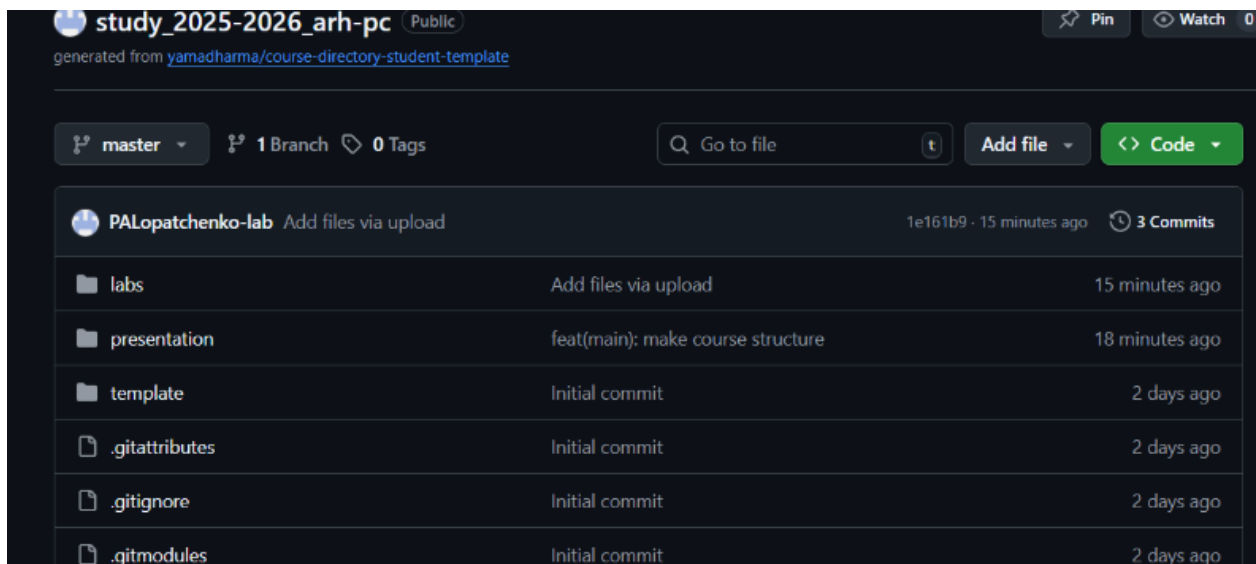 study_2025-2026_arh-pc Public Pin Watch 0
generated from yamadharma/course-directory-student-template
master 1 Branch 0 Tags Go to file t Add file Code
PALopatchenko-lab Add files via upload 1e161b9 · 15 minutes ago 3 Commits
labs Add files via upload 15 minutes ago
presentation feat(main): make course structure 18 minutes ago
template Initial commit 2 days ago
.gitattributes Initial commit 2 days ago
.gitignore Initial commit 2 days ago
.gitmodules Initial commit 2 days ago